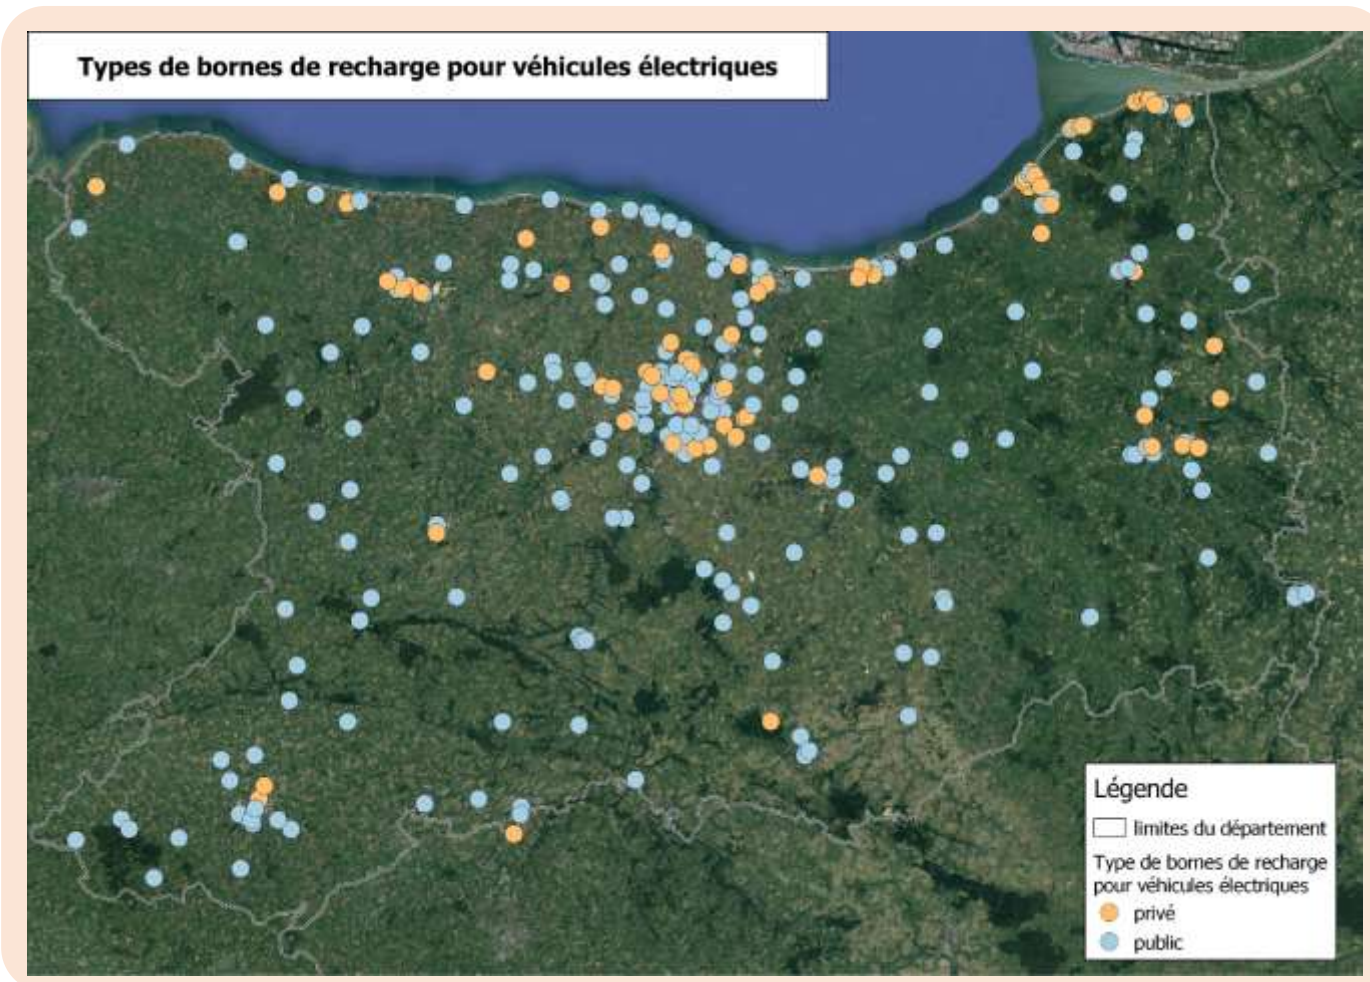 Types de bornes de recharge pour véhicules électriques
Légende
limites du département
Type de bornes de recharge
pour véhicules électriques
privé
public